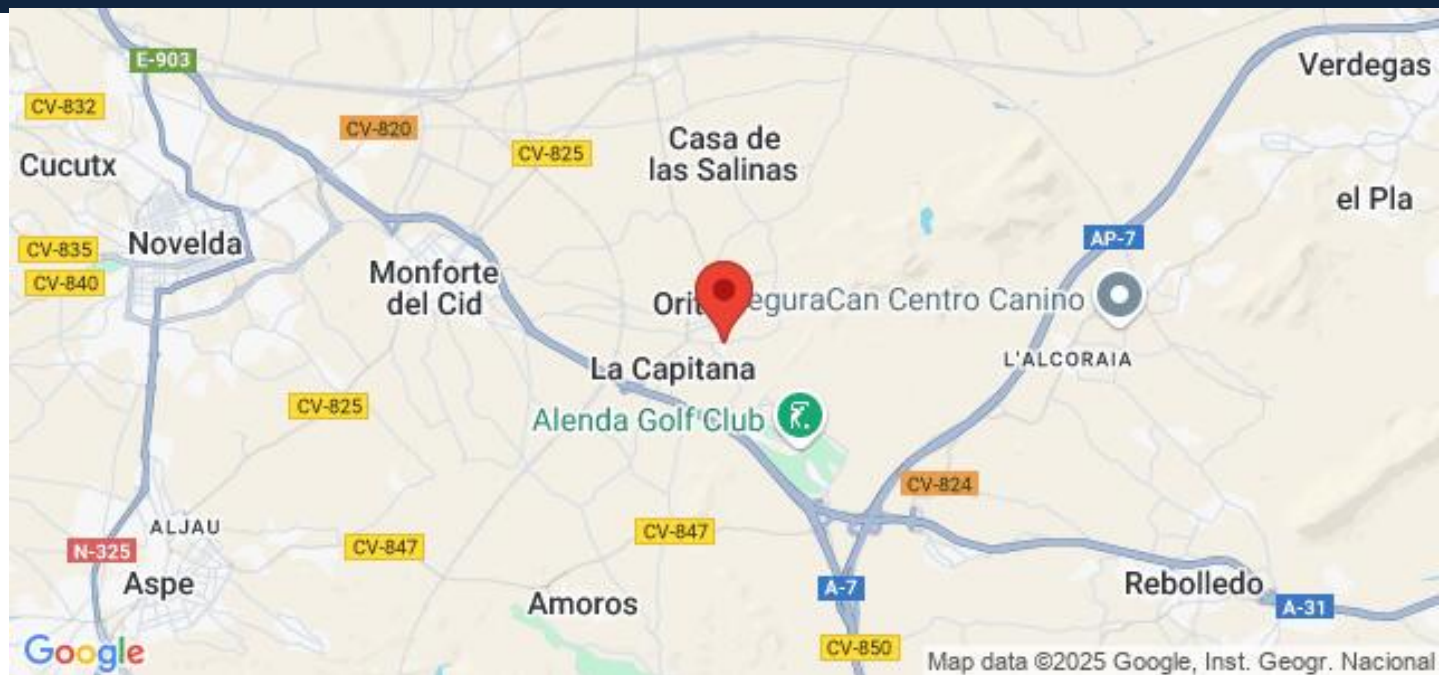 E-903
Verdegas
CV-832
CV-820
Casa de
las Salinas
CV-825
Cucutx
el Pla
Novelda
CV-835
AP-7
Monforte
del Cid
CV-840
Orit
eguraCan Centro Canino
L'ALCORAIA
La Capitana
CV-825
Alenda Golf Club
CV-824
ALJAU
CV-847
CV-847
N-325
Aspe
Amoros
A-7
Rebolledo
A-31
CV-850
Google
Map data ©2025 Google, Inst. Geogr. Nacional